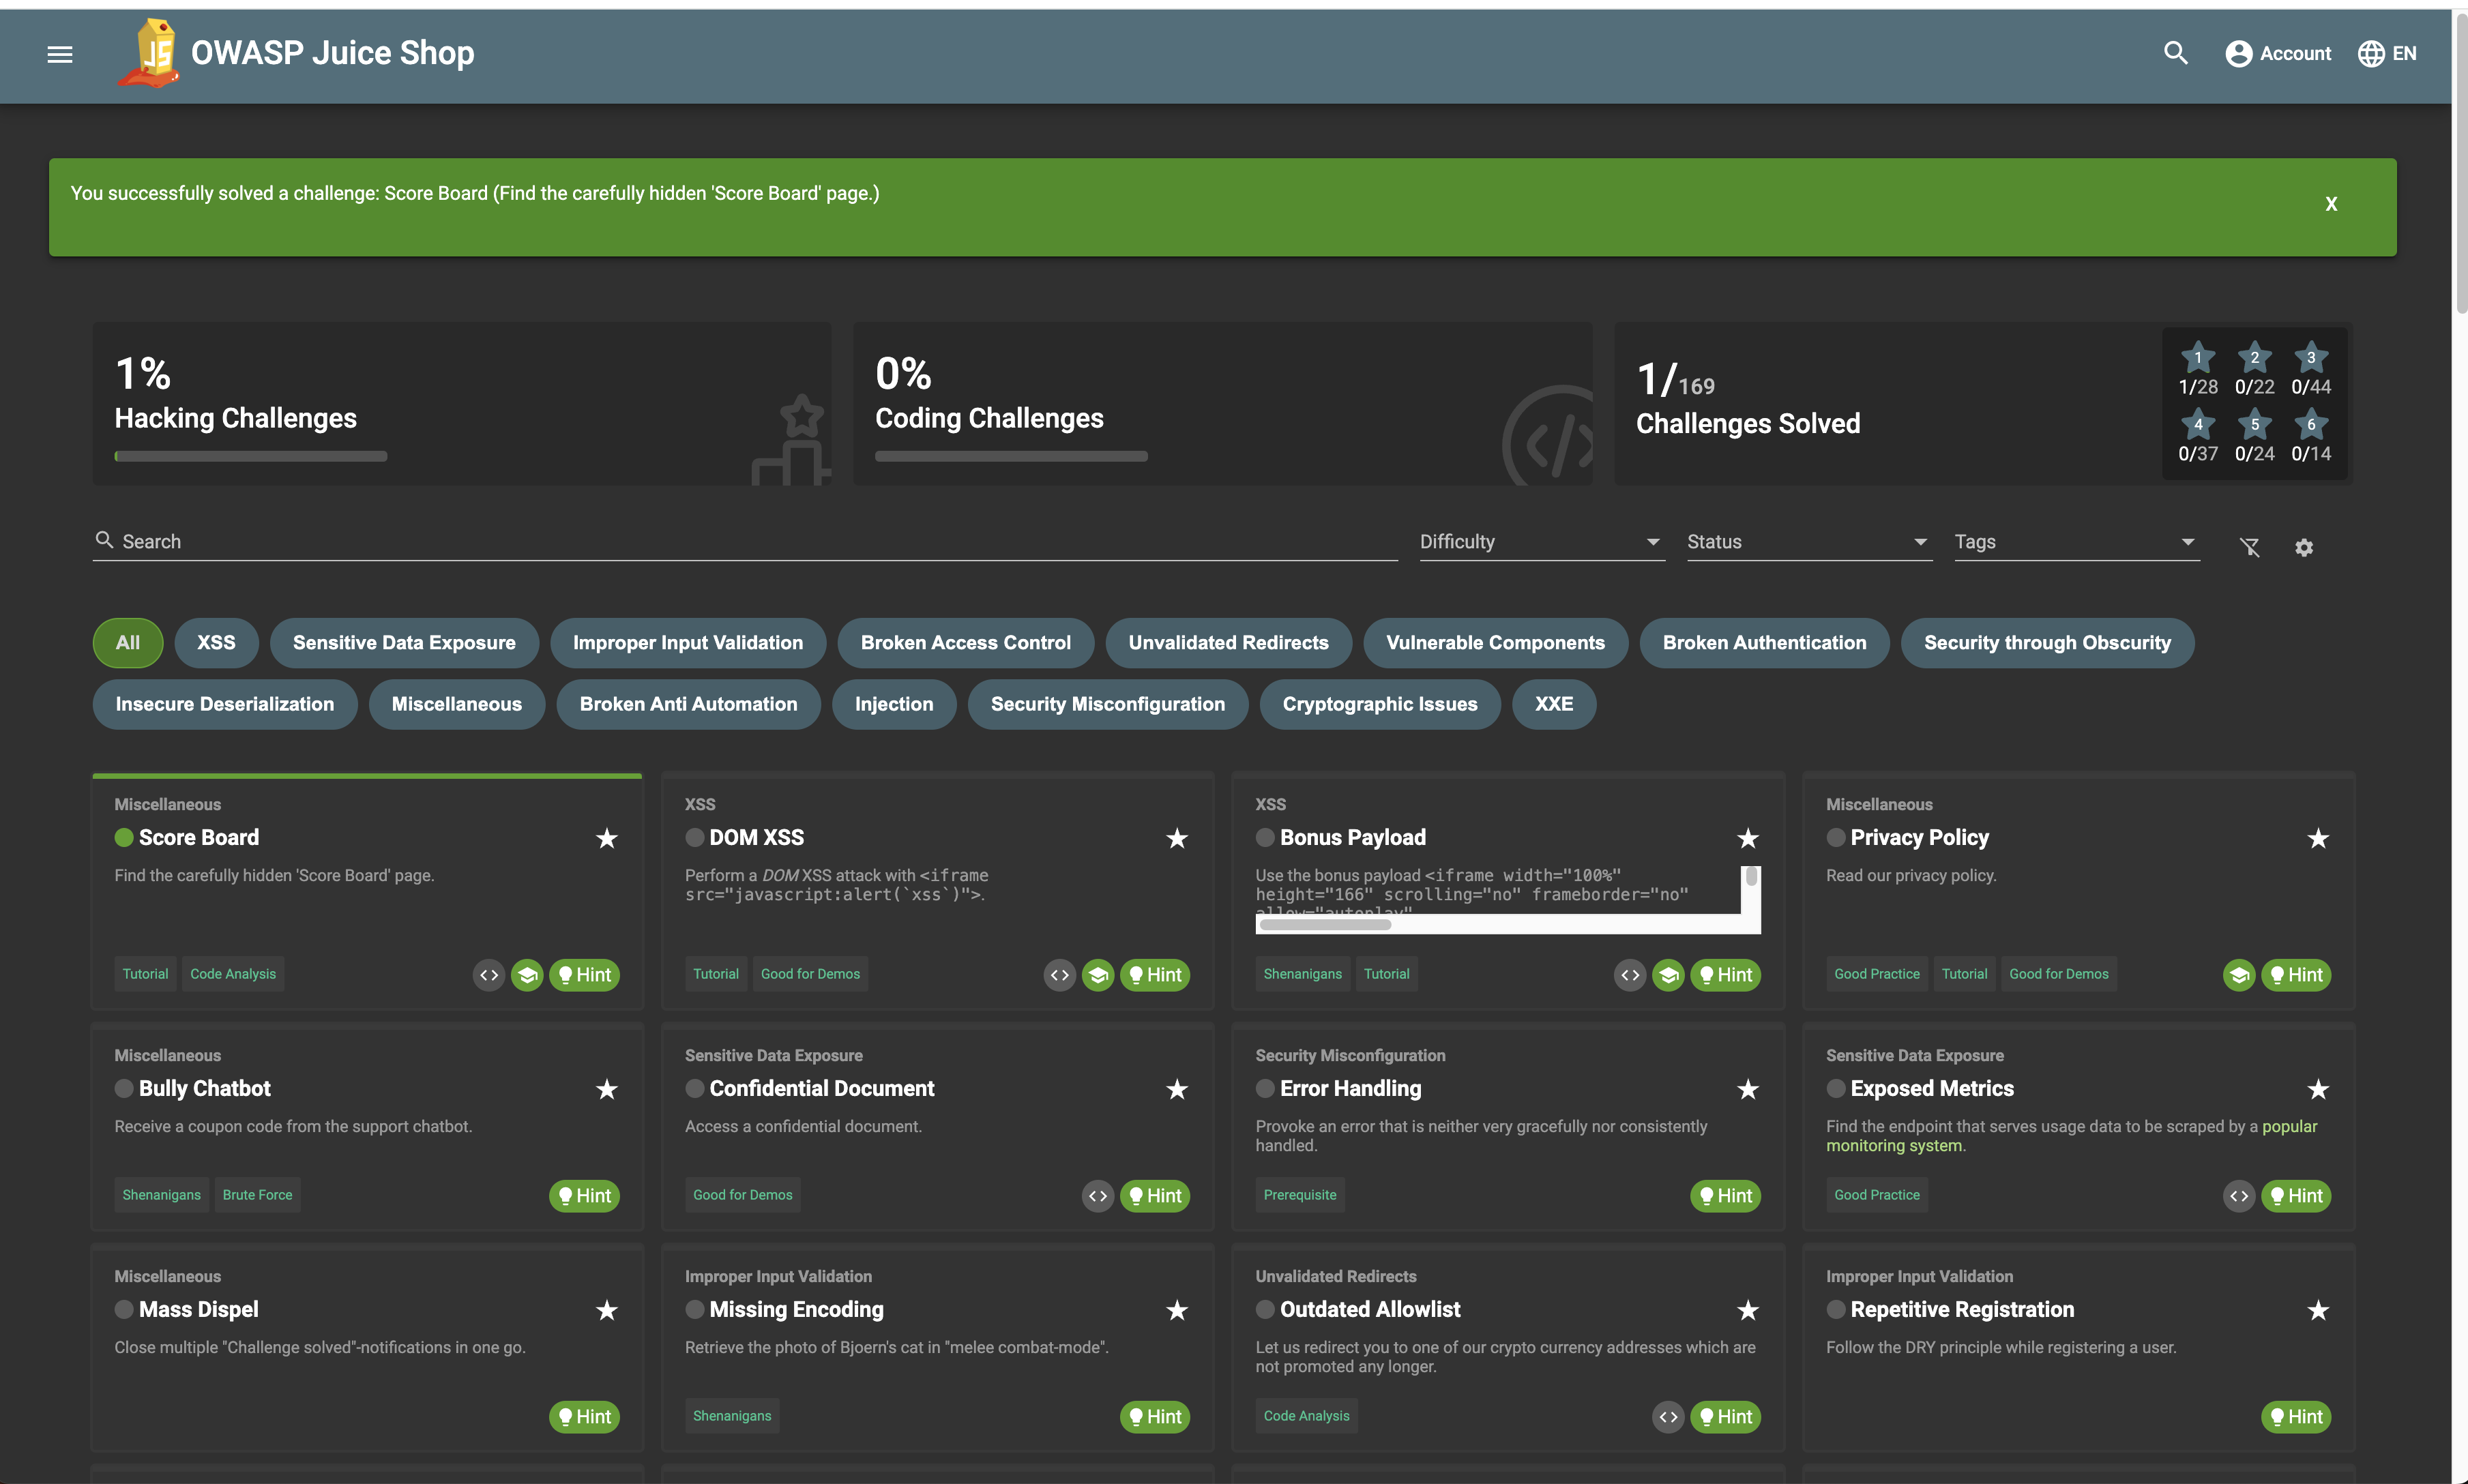 JS
OWASP Juice Shop
Account
EN
You successfully solved a challenge: Score Board (Find the carefully hidden 'Score Board' page.)
X
1%
Hacking Challenges
0%
Coding Challenges
1/169
Challenges Solved
1 2 3
1/28 0/22 0/44
4 5 6
0/37 0/24 0/14
Search
Difficulty
Status
Tags
All XSS Sensitive Data Exposure Improper Input Validation Broken Access Control Unvalidated Redirects Vulnerable Components Broken Authentication Security through Obscurity
Insecure Deserialization Miscellaneous Broken Anti Automation Injection Security Misconfiguration Cryptographic Issues XXE
Miscellaneous
Score Board
Find the carefully hidden 'Score Board' page.
Tutorial Code Analysis <> Hint
XSS
DOM XSS
Perform a DOM XSS attack with <iframe
src="javascript:alert(`xss`)">.
Tutorial Good for Demos <> Hint
XSS
Bonus Payload
Use the bonus payload <iframe width="100%"
height="166" scrolling="no" frameborder="no"
allow="autoplay"
Shenanigans Tutorial <> Hint
Miscellaneous
Privacy Policy
Read our privacy policy.
Good Practice Tutorial Good for Demos Hint
Miscellaneous
Bully Chatbot
Receive a coupon code from the support chatbot.
Shenanigans Brute Force Hint
Sensitive Data Exposure
Confidential Document
Access a confidential document.
Good for Demos <> Hint
Security Misconfiguration
Error Handling
Provoke an error that is neither very gracefully nor consistently
handled.
Prerequisite Hint
Sensitive Data Exposure
Exposed Metrics
Find the endpoint that serves usage data to be scraped by a popular
monitoring system.
Good Practice <> Hint
Miscellaneous
Mass Dispel
Close multiple "Challenge solved"-notifications in one go.
Hint
Improper Input Validation
Missing Encoding
Retrieve the photo of Bjoern's cat in "melee combat-mode".
Shenanigans Hint
Unvalidated Redirects
Outdated Allowlist
Let us redirect you to one of our crypto currency addresses which are
not promoted any longer.
Code Analysis <> Hint
Improper Input Validation
Repetitive Registration
Follow the DRY principle while registering a user.
Hint